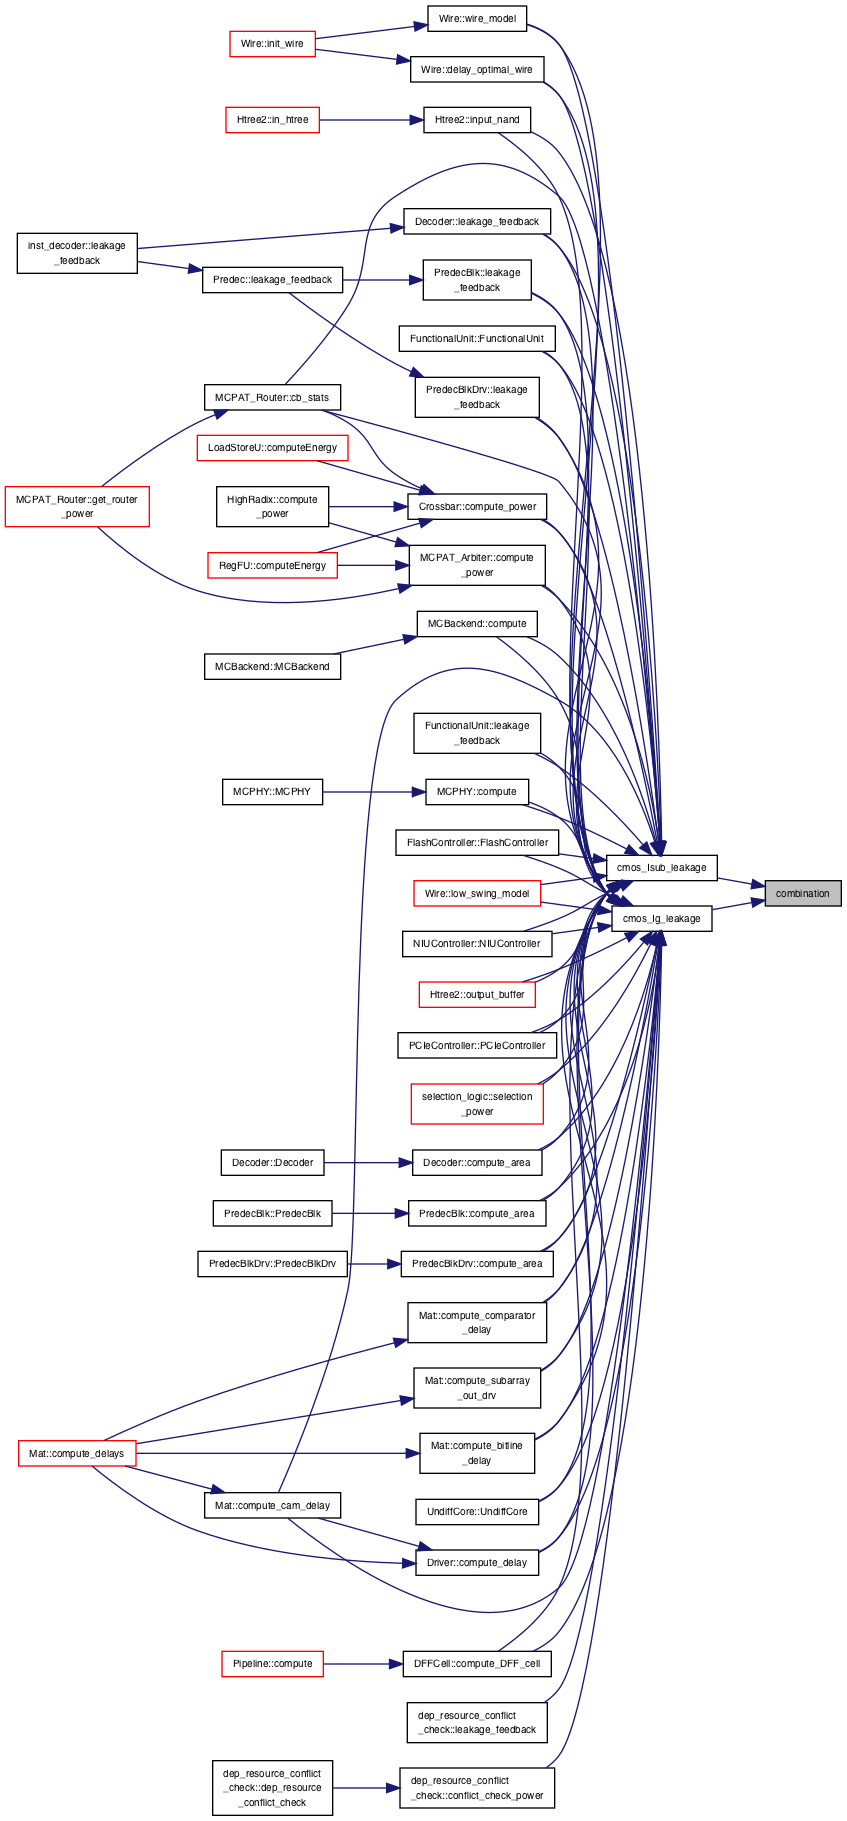 Wire::wire_model
Wire::init_wire
Wire::delay_optimal_wire
Htree2::in_htree
Htree2::input_nand
Decoder::leakage_feedback
inst_decoder::leakage
_feedback
Predec::leakage_feedback
PredecBlk::leakage
_feedback
FunctionalUnit::FunctionalUnit
MCPAT_Router::cb_stats
PredecBlkDrv::leakage
_feedback
LoadStoreU::computeEnergy
MCPAT_Router::get_router
_power
HighRadix::compute
_power
Crossbar::compute_power
RegFU::computeEnergy
MCPAT_Arbiter::compute
_power
MCBackend::compute
MCBackend::MCBackend
FunctionalUnit::leakage
_feedback
MCPHY::MCPHY
MCPHY::compute
FlashController::FlashController
cmos_Isub_leakage
Wire::low_swing_model
combination
cmos_Ig_leakage
NIUController::NIUController
Htree2::output_buffer
PCIeController::PCIeController
selection_logic::selection
_power
Decoder::Decoder
Decoder::compute_area
PredecBlk::PredecBlk
PredecBlk::compute_area
PredecBlkDrv::PredecBlkDrv
PredecBlkDrv::compute_area
Mat::compute_comparator
_delay
Mat::compute_subarray
_out_drv
Mat::compute_delays
Mat::compute_bitline
_delay
Mat::compute_cam_delay
UndiffCore::UndiffCore
Driver::compute_delay
Pipeline::compute
DFFCell::compute_DFF_cell
dep_resource_conflict
_check::leakage_feedback
dep_resource_conflict
_check::dep_resource
_conflict_check
dep_resource_conflict
_check::conflict_check_power